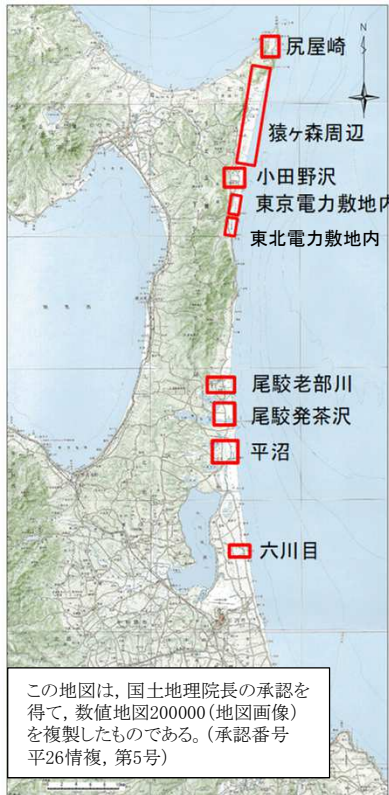 尻屋崎
N
猿ヶ森周辺
小田野沢
東京電力敷地内
東北電力敷地内
尾駮老部川
尾駮発茶沢
平沼
六川目
この地図は，国土地理院長の承認を
得て，数値地図200000（地図画像）
を複製したものである。（承認番号
平26情複，第5号）